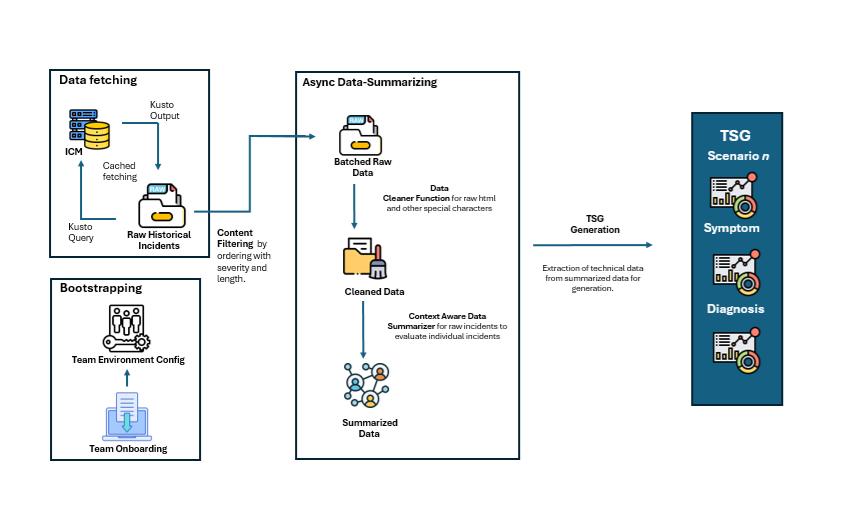 Data fetching
Kusto
Output
ICM
Cached
fetching
RAW
Kusto
Query
Raw Historical
Incidents
Content
Filtering by
ordering with
severity and
length.
Bootstrapping
Team Environment Config
Team Onboarding
Async Data-Summarizing
RAW
Batched Raw
Data
Data
Cleaner Function for raw html
and other special characters
Cleaned Data
Context Aware Data
Summarizer for raw incidents to
evaluate individual incidents
Summarized
Data
TSG
Generation
Extraction of technical data
from summarized data for
generation.
TSG
Scenario n
Symptom
Diagnosis